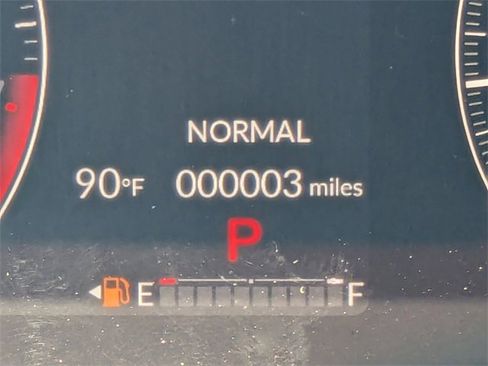 NORMAL
90°F 000003 miles
P
E F